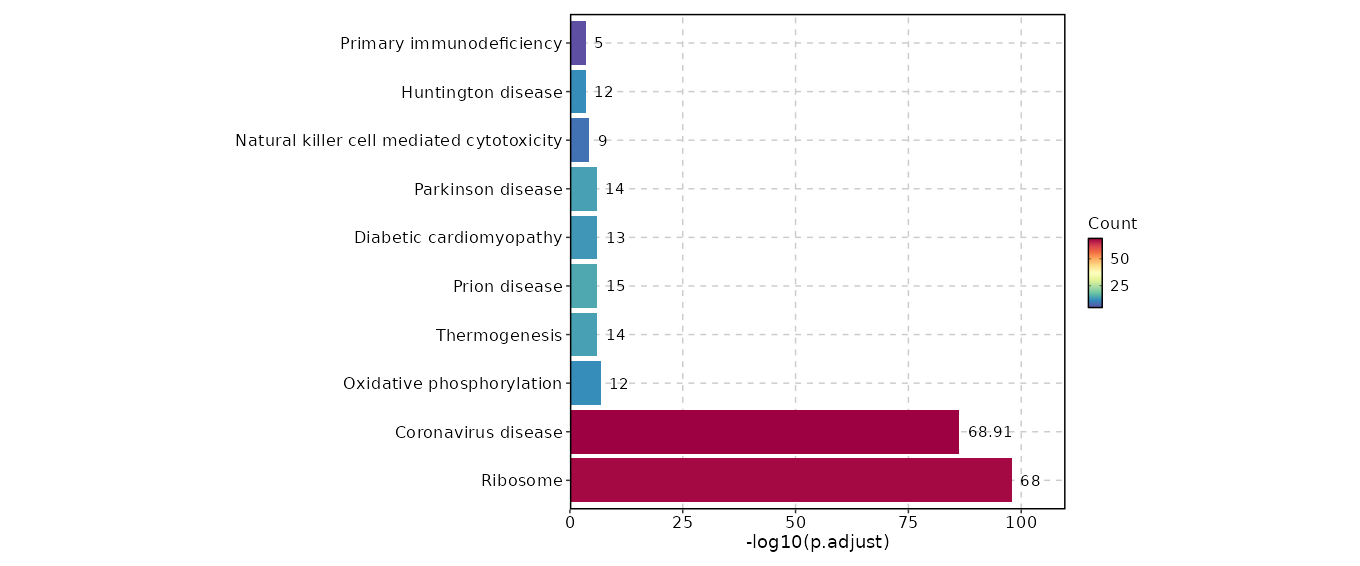 Primary immunodeficiency 5
Huntington disease 12
Natural killer cell mediated cytotoxicity 9
Parkinson disease 14
Diabetic cardiomyopathy 13
Prion disease 15
Thermogenesis 14
Oxidative phosphorylation 12
Coronavirus disease 68.91
Ribosome 68
0 25 50 75 100
-log10(p.adjust)
Count
50
25